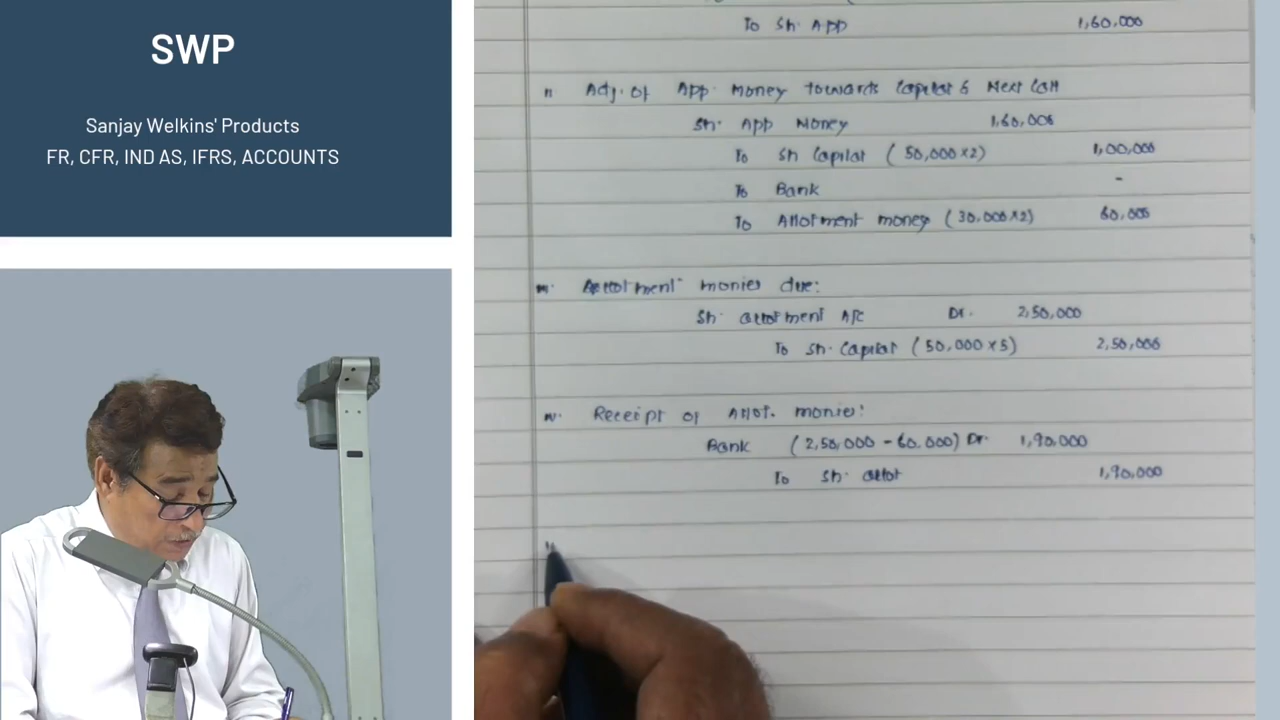 SWP
Sanjay Welkins' Products
FR, CFR, IND AS, IFRS, ACCOUNTS
To Sh. App 1,60,000
II Adj. of App. Money towards Capital & Next Call
Sh. App Money 1,60,000
To Sh Capital ( 50,000 x 2) 1,00,000
To Bank -
To Allotment money ( 30,000 x 2) 60,000
III. Allotment monies due:
Sh. allotment A/c Dr. 2,50,000
To Sh. Capital ( 50,000 x 5) 2,50,000
IV. Receipt of Allot. monies:
Bank ( 2,50,000 - 60,000) Dr. 1,90,000
To Sh. allot 1,90,000